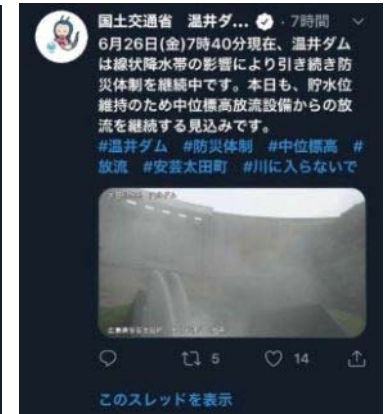 国土交通省 温井ダ... · 7時間
6月26日(金)7時40分現在、温井ダム
は線状降水帯の影響により引き続き防
災体制を継続中です。本日も、貯水位
維持のため中位標高放流設備からの放
流を継続する見込みです。
#温井ダム #防災体制 #中位標高 #
放流 #安芸太田町 #川に入らないで
5 14
このスレッドを表示